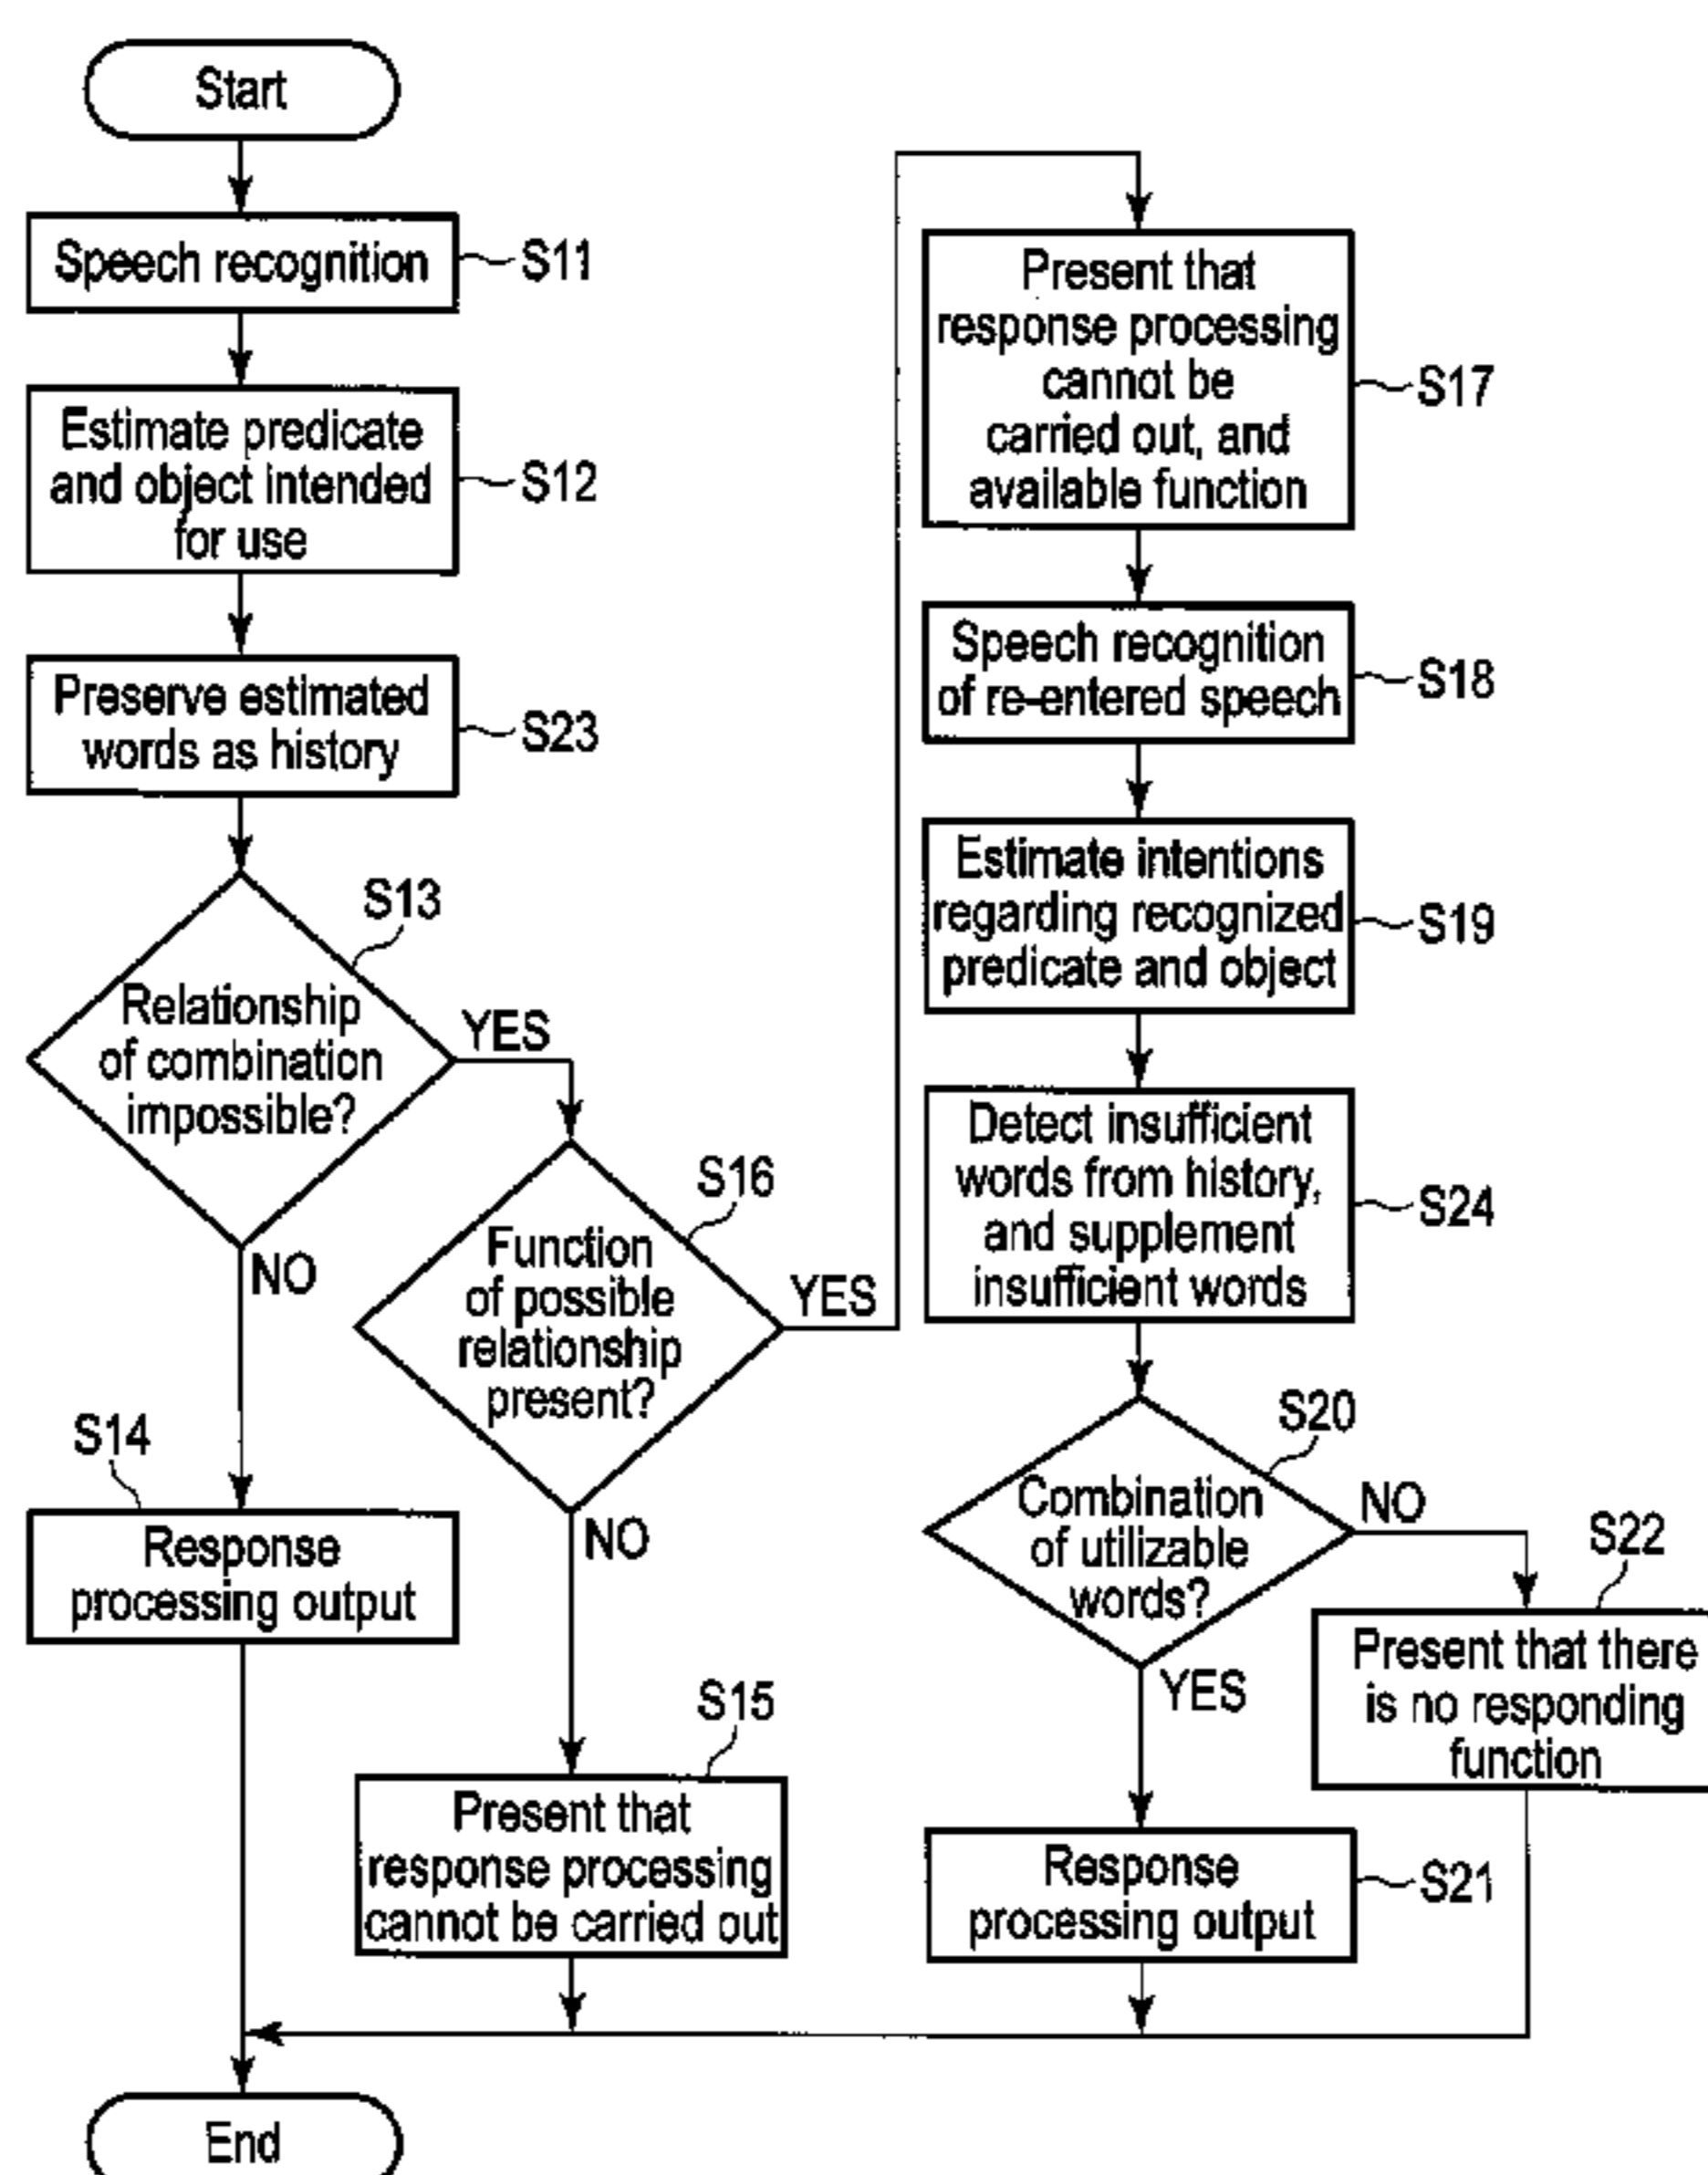 Start
Speech recognition
S11
Estimate predicate
and object intended
for use
S12
Preserve estimated
words as history
S23
S13
Relationship
of combination
impossible?
YES
NO
S16
Function
of possible
relationship
present?
YES
NO
S14
Response
processing output
S15
Present that
response processing
cannot be carried out
Present that
response processing
cannot be
carried out, and
available function
S17
Speech recognition
of re-entered speech
S18
Estimate intentions
regarding recognized
predicate and object
S19
Detect insufficient
words from history,
and supplement
insufficient words
S24
S20
Combination
of utilizable
words?
NO
YES
S22
Present that there
is no responding
function
Response
processing output
S21
End